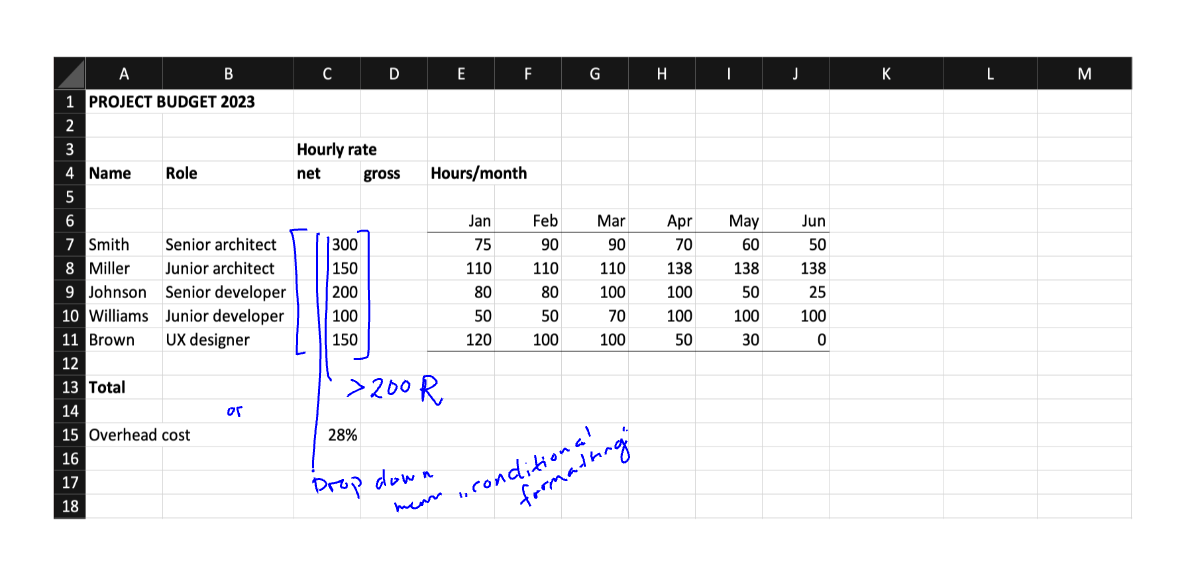 A B C D E F G H I J K L M
1 PROJECT BUDGET 2023
2
3 Hourly rate
4 Name Role net gross Hours/month
5
6 Jan Feb Mar Apr May Jun
7 Smith Senior architect 300 75 90 90 70 60 50
8 Miller Junior architect 150 110 110 110 138 138 138
9 Johnson Senior developer 200 80 80 100 100 50 25
10 Williams Junior developer 100 50 50 70 100 100 100
11 Brown UX designer 150 120 100 100 50 30 0
12
13 Total
>200 R
14
or
15 Overhead cost 28%
16
17
18
Drop down
menu „conditional
formatting“